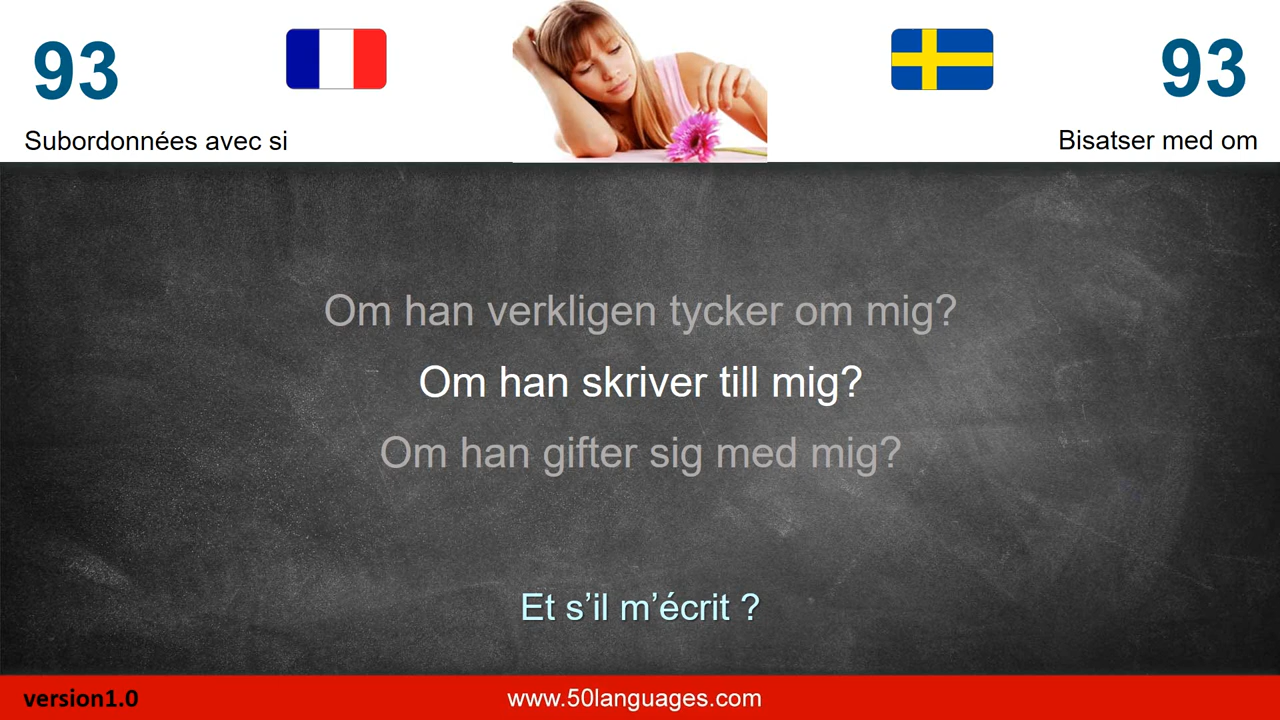 93
93
Subordonnées avec si
Bisatser med om
Om han verkligen tycker om mig?
Om han skriver till mig?
Om han gifter sig med mig?
Et s’il m’écrit ?
version1.0
www.50languages.com